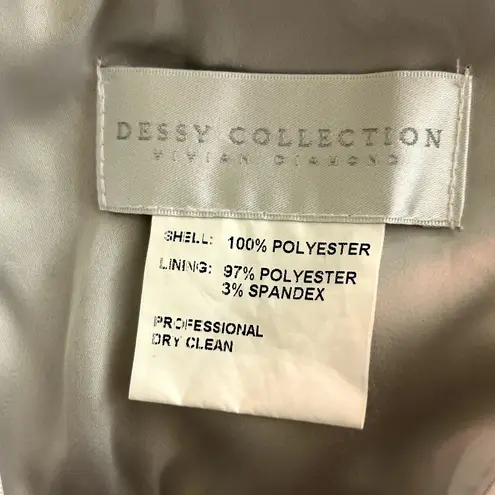 DESSY COLLECTION
VIVIAN DIAMOND
SHELL: 100% POLYESTER
LINING: 97% POLYESTER
3% SPANDEX
PROFESSIONAL
DRY CLEAN